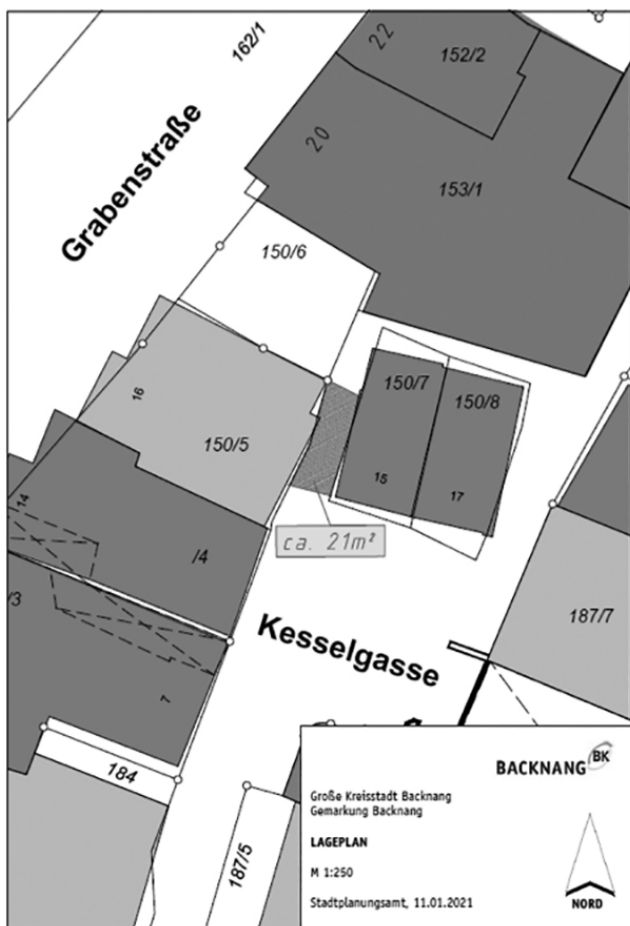 162/1
22
152/2
20
153/1
Grabenstraße
150/6
150/7
150/8
16
150/5
15
17
14
ca. 21m²
/4
/3
187/7
Kesselgasse
7
184
187/5
BACKNANG BK
Große Kreisstadt Backnang
Gemarkung Backnang
LAGEPLAN
M 1:250
Stadtplanungsamt, 11.01.2021
NORD